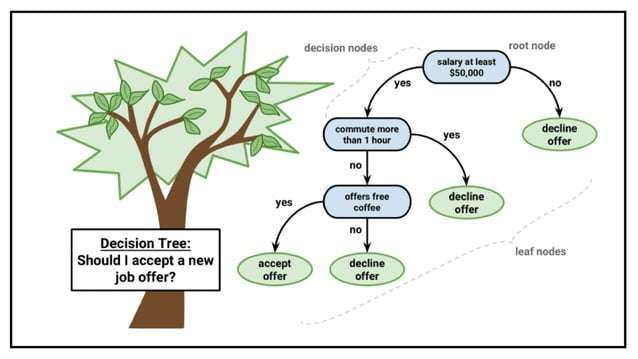 decision nodes
root node
salary at least
$50,000
yes
no
commute more
than 1 hour
yes
decline
offer
no
offers free
coffee
decline
offer
yes
no
Decision Tree:
Should I accept a new
job offer?
accept
offer
decline
offer
leaf nodes